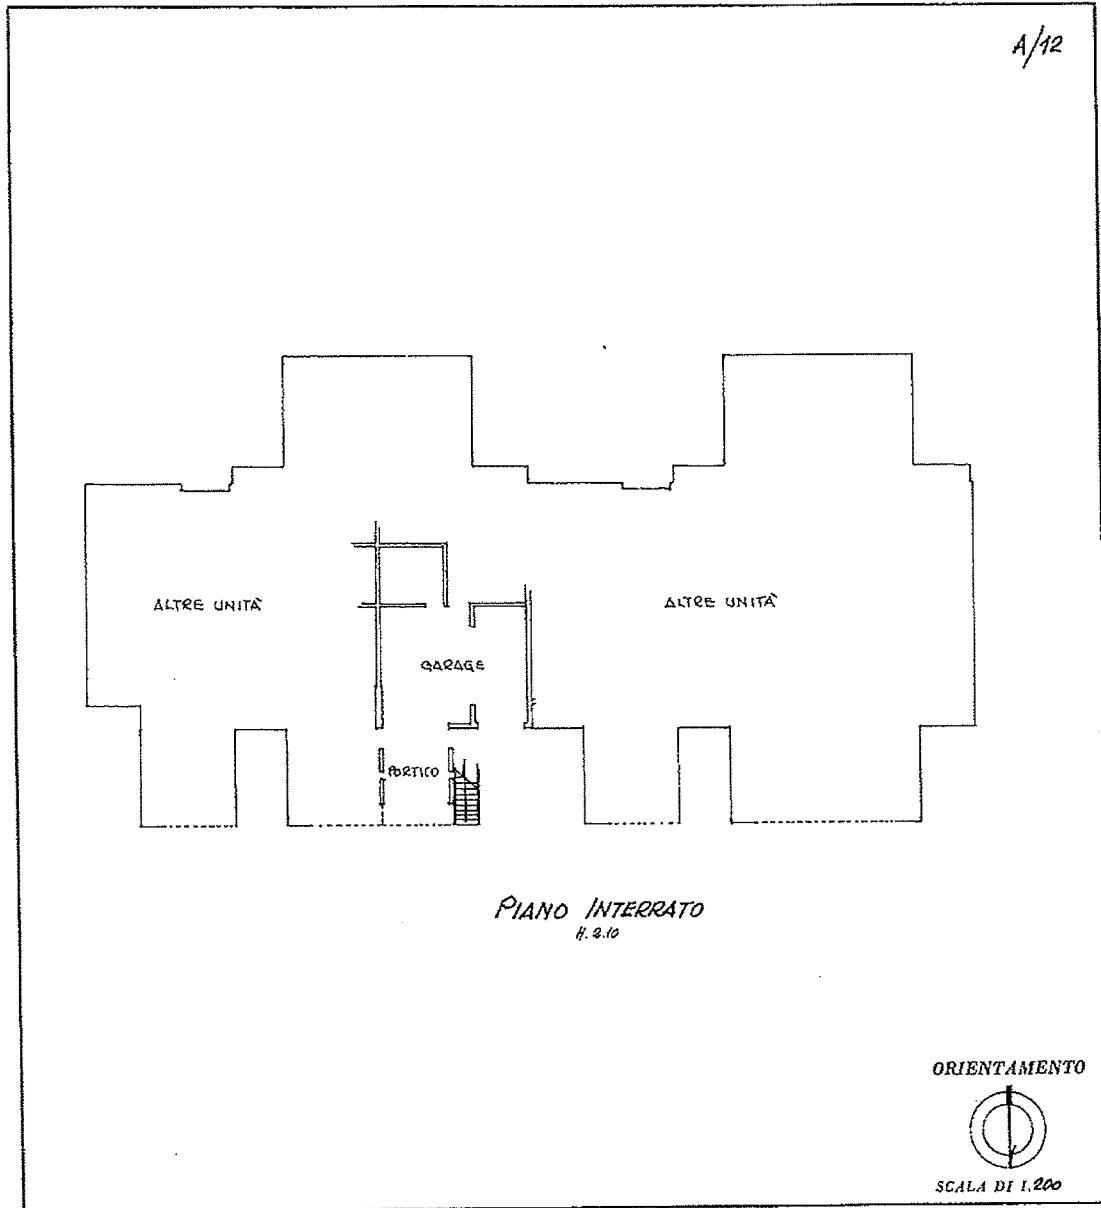 A/12
ALTRE UNITÀ
ALTRE UNITÀ
GARAGE
PORTICO
PIANO INTERRATO
H. 2.10
ORIENTAMENTO
SCALA DI 1.200